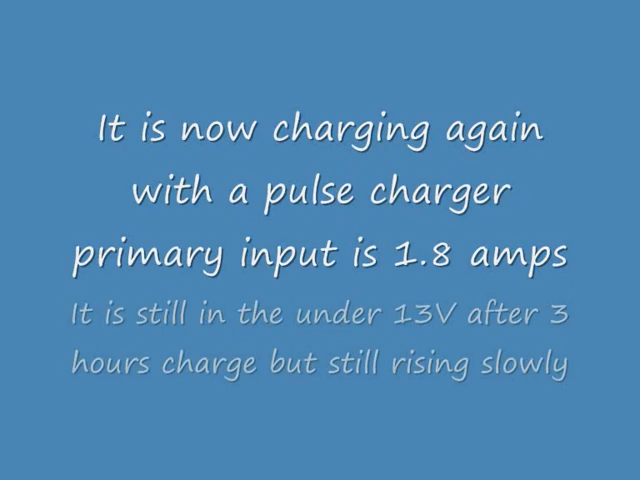 It is now charging again
with a pulse charger
primary input is 1.8 amps
It is still in the under 13V after 3
hours charge but still rising slowly